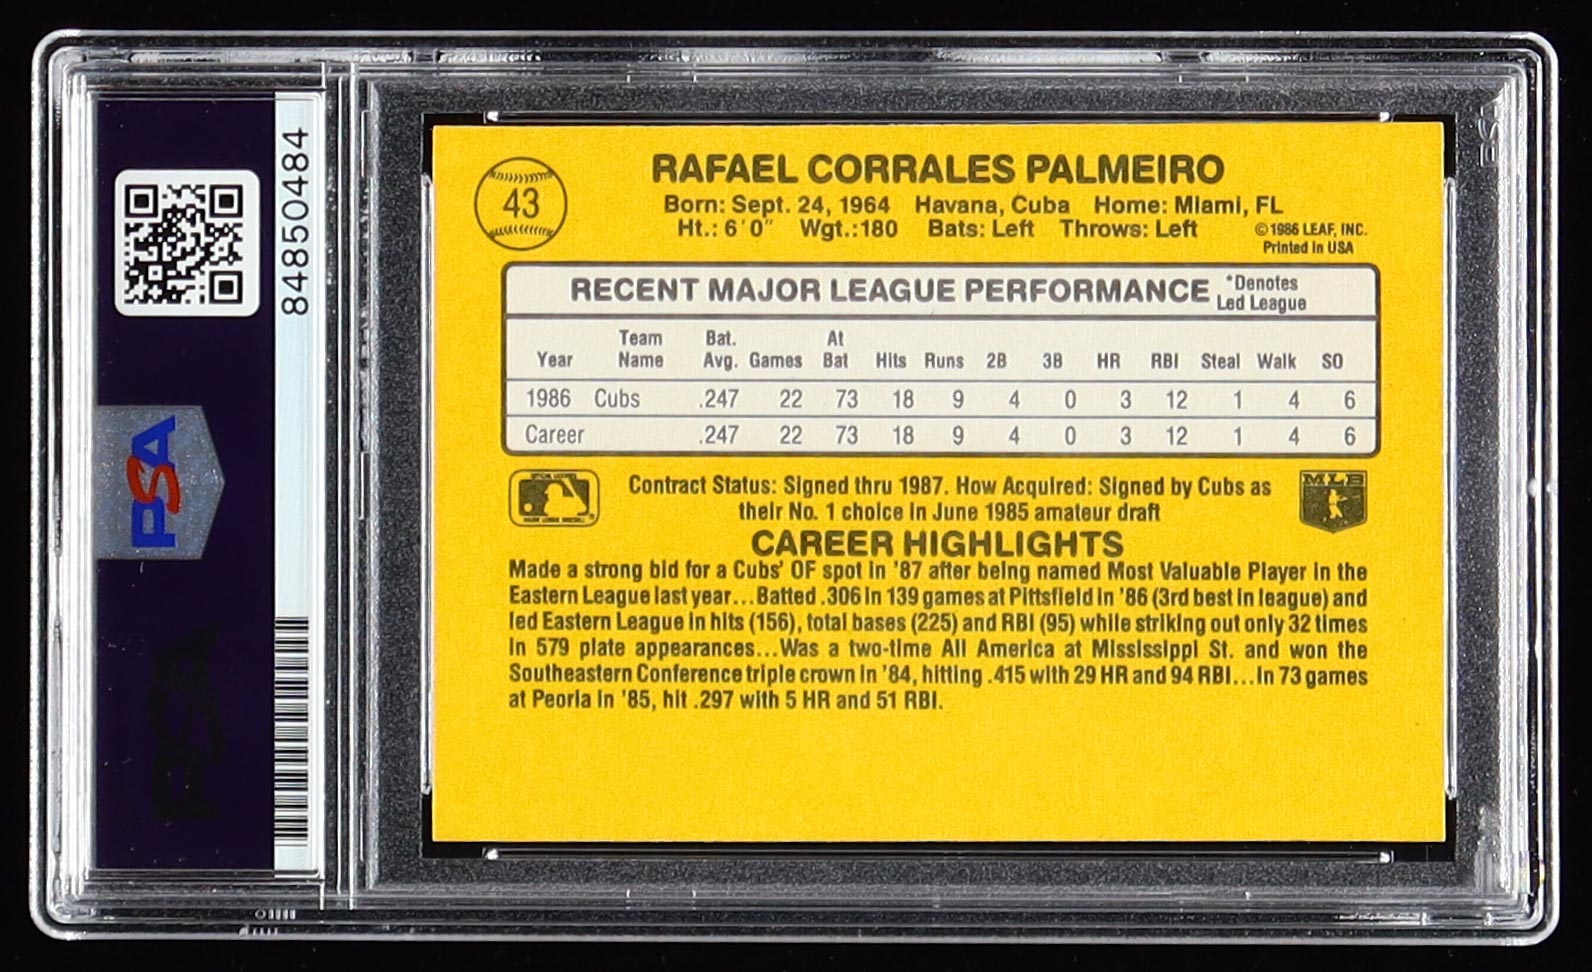 84850484
PSA
PSA
43
RAFAEL CORRALES PALMEIRO
Born: Sept. 24, 1964 Havana, Cuba Home: Miami, FL
Ht.: 6'0" Wgt.:180 Bats: Left Throws: Left
©1986 LEAF, INC.
Printed in USA
RECENT MAJOR LEAGUE PERFORMANCE
*Denotes
Led League
Year Team Name Bat. Avg. Games At Bat Hits Runs 2B 3B HR RBI Steal Walk SO
1986 Cubs .247 22 73 18 9 4 0 3 12 1 4 6
Career .247 22 73 18 9 4 0 3 12 1 4 6
Contract Status: Signed thru 1987. How Acquired: Signed by Cubs as
their No. 1 choice in June 1985 amateur draft
MLB
CAREER HIGHLIGHTS
Made a strong bid for a Cubs' OF spot in '87 after being named Most Valuable Player in the
Eastern League last year...Batted .306 in 139 games at Pittsfield in '86 (3rd best in league) and
led Eastern League in hits (156), total bases (225) and RBI (95) while striking out only 32 times
in 579 plate appearances...Was a two-time All America at Mississippi St. and won the
Southeastern Conference triple crown in '84, hitting .415 with 29 HR and 94 RBI...In 73 games
at Peoria in '85, hit .297 with 5 HR and 51 RBI.